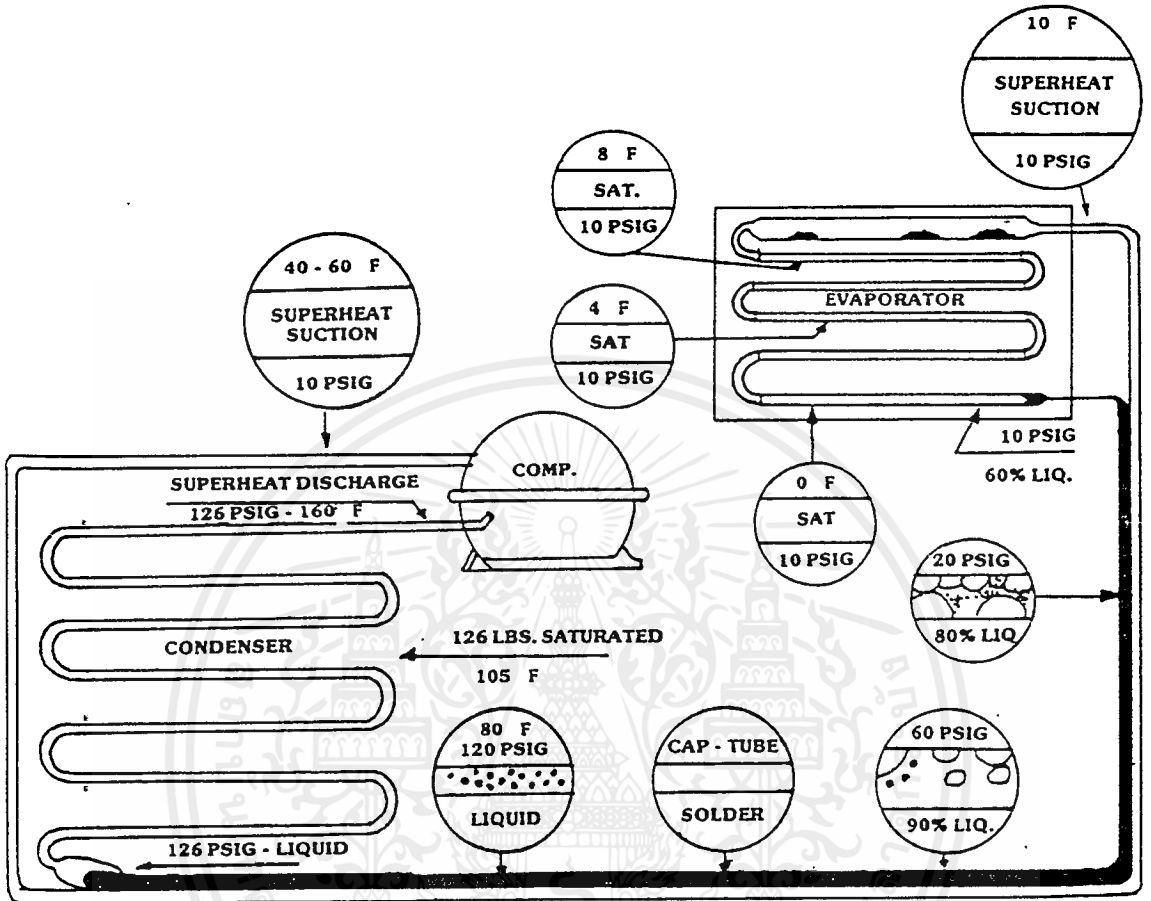 10 F
SUPERHEAT
SUCTION
10 PSIG
8 F
SAT.
10 PSIG
40 - 60 F
SUPERHEAT
SUCTION
10 PSIG
4 F
SAT
10 PSIG
EVAPORATOR
10 PSIG
60% LIQ.
COMP.
0 F
SAT
10 PSIG
SUPERHEAT DISCHARGE
126 PSIG - 160 F
20 PSIG
80% LIQ
CONDENSER
126 LBS. SATURATED
105 F
80 F
120 PSIG
LIQUID
CAP - TUBE
SOLDER
60 PSIG
90% LIQ.
126 PSIG - LIQUID